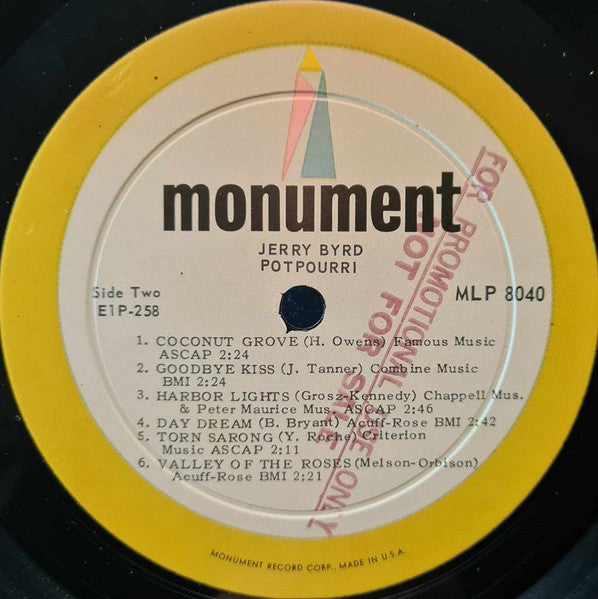 monument
JERRY BYRD
POTPOURRI
Side Two
E1P-258
MLP 8040
1. COCONUT GROVE (H. Owens) Famous Music
ASCAP 2:24
2. GOODBYE KISS (J. Tanner) Combine Music
BMI 2:24
3. HARBOR LIGHTS (Grosz-Kennedy) Chappell Mus.
& Peter Maurice Mus. ASCAP 2:46
4. DAY DREAM (B. Bryant) Acuff-Rose BMI 2:42
5. TORN SARONG (Y. Roche) Criterion
Music ASCAP 2:11
6. VALLEY OF THE ROSES (Melson-Orbison)
Acuff-Rose BMI 2:21
FOR PROMOTIONAL USE ONLY
NOT FOR SALE
MONUMENT RECORD CORP., MADE IN U.S.A.